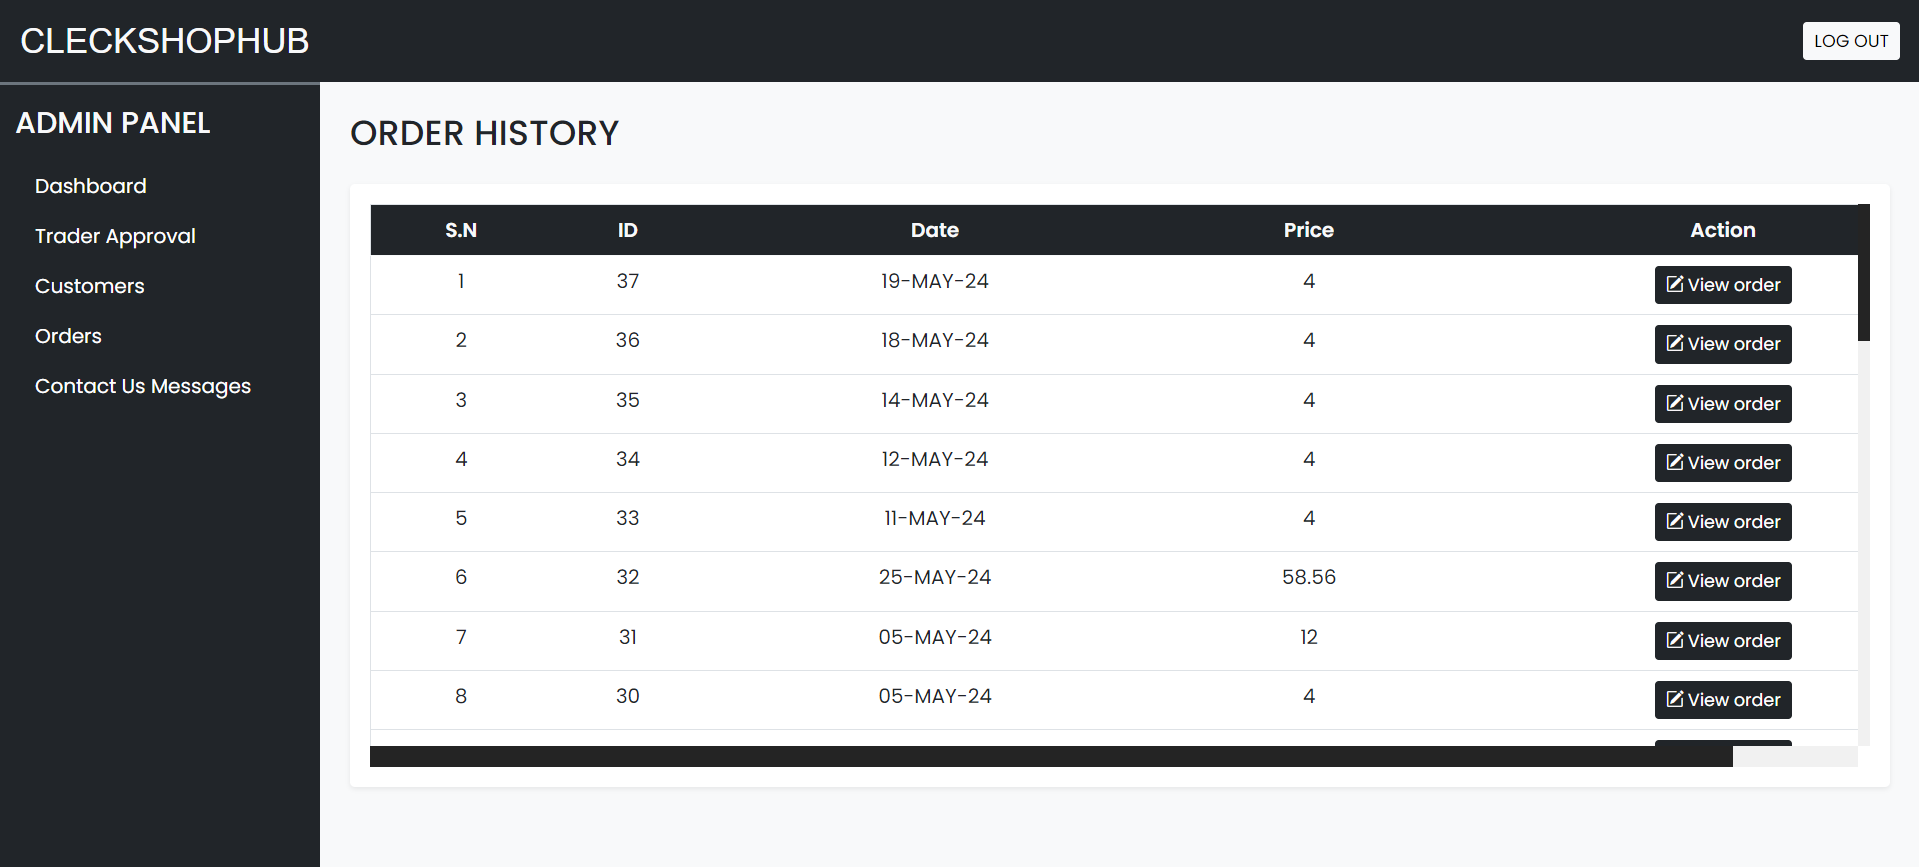 CLECKSHOPHUB
LOG OUT
ADMIN PANEL
Dashboard
Trader Approval
Customers
Orders
Contact Us Messages
ORDER HISTORY
S.N ID Date Price Action
1 37 19-MAY-24 4 View order
2 36 18-MAY-24 4 View order
3 35 14-MAY-24 4 View order
4 34 12-MAY-24 4 View order
5 33 11-MAY-24 4 View order
6 32 25-MAY-24 58.56 View order
7 31 05-MAY-24 12 View order
8 30 05-MAY-24 4 View order